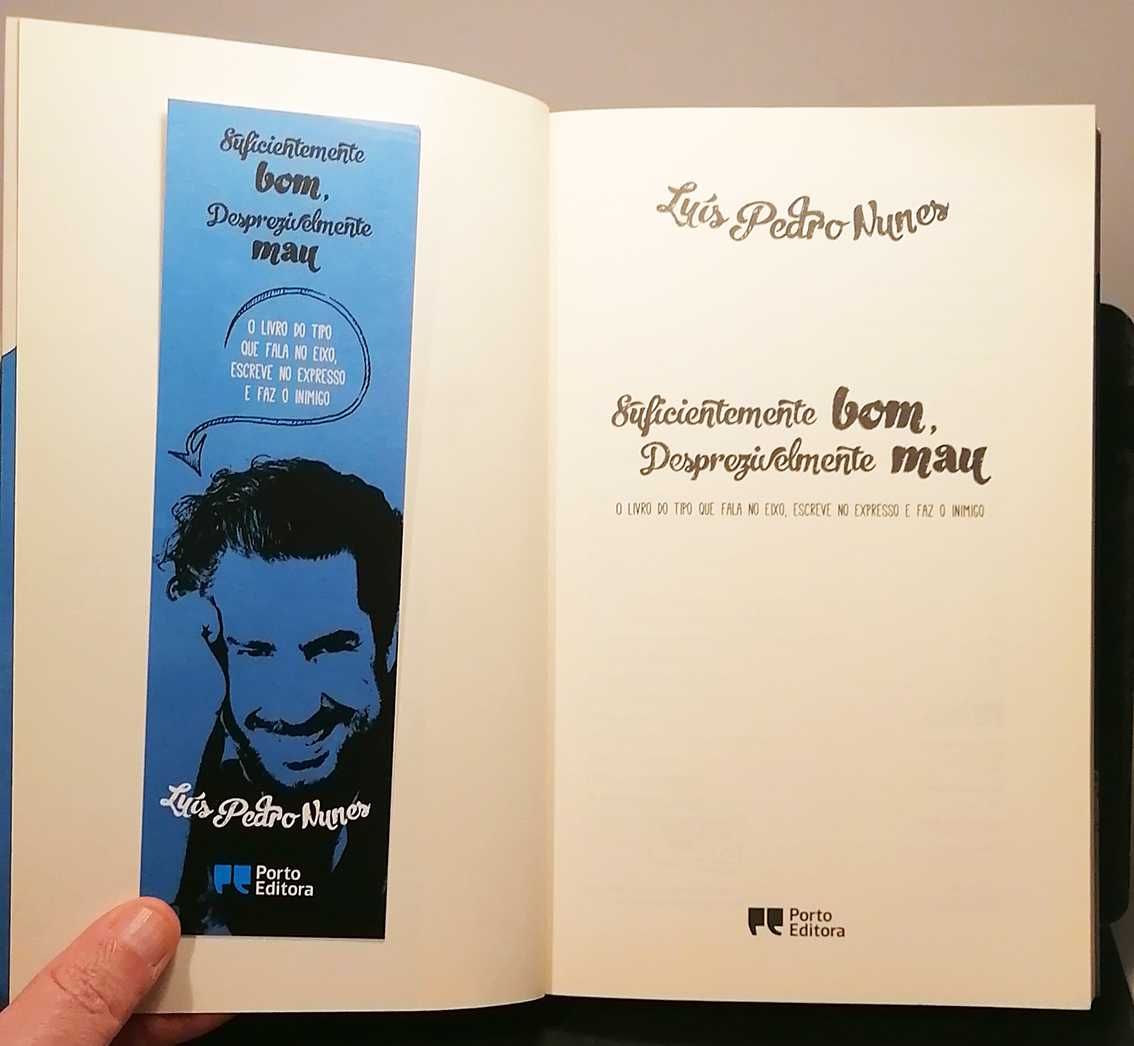 Suficientemente
bom,
Desprezivelmente
mau
O LIVRO DO TIPO
QUE FALA NO EIXO,
ESCREVE NO EXPRESSO
E FAZ O INIMIGO
Luís Pedro Nunes
Porto
Editora
Luís Pedro Nunes
Suficientemente bom,
Desprezivelmente mau
O LIVRO DO TIPO QUE FALA NO EIXO, ESCREVE NO EXPRESSO E FAZ O INIMIGO
Porto
Editora